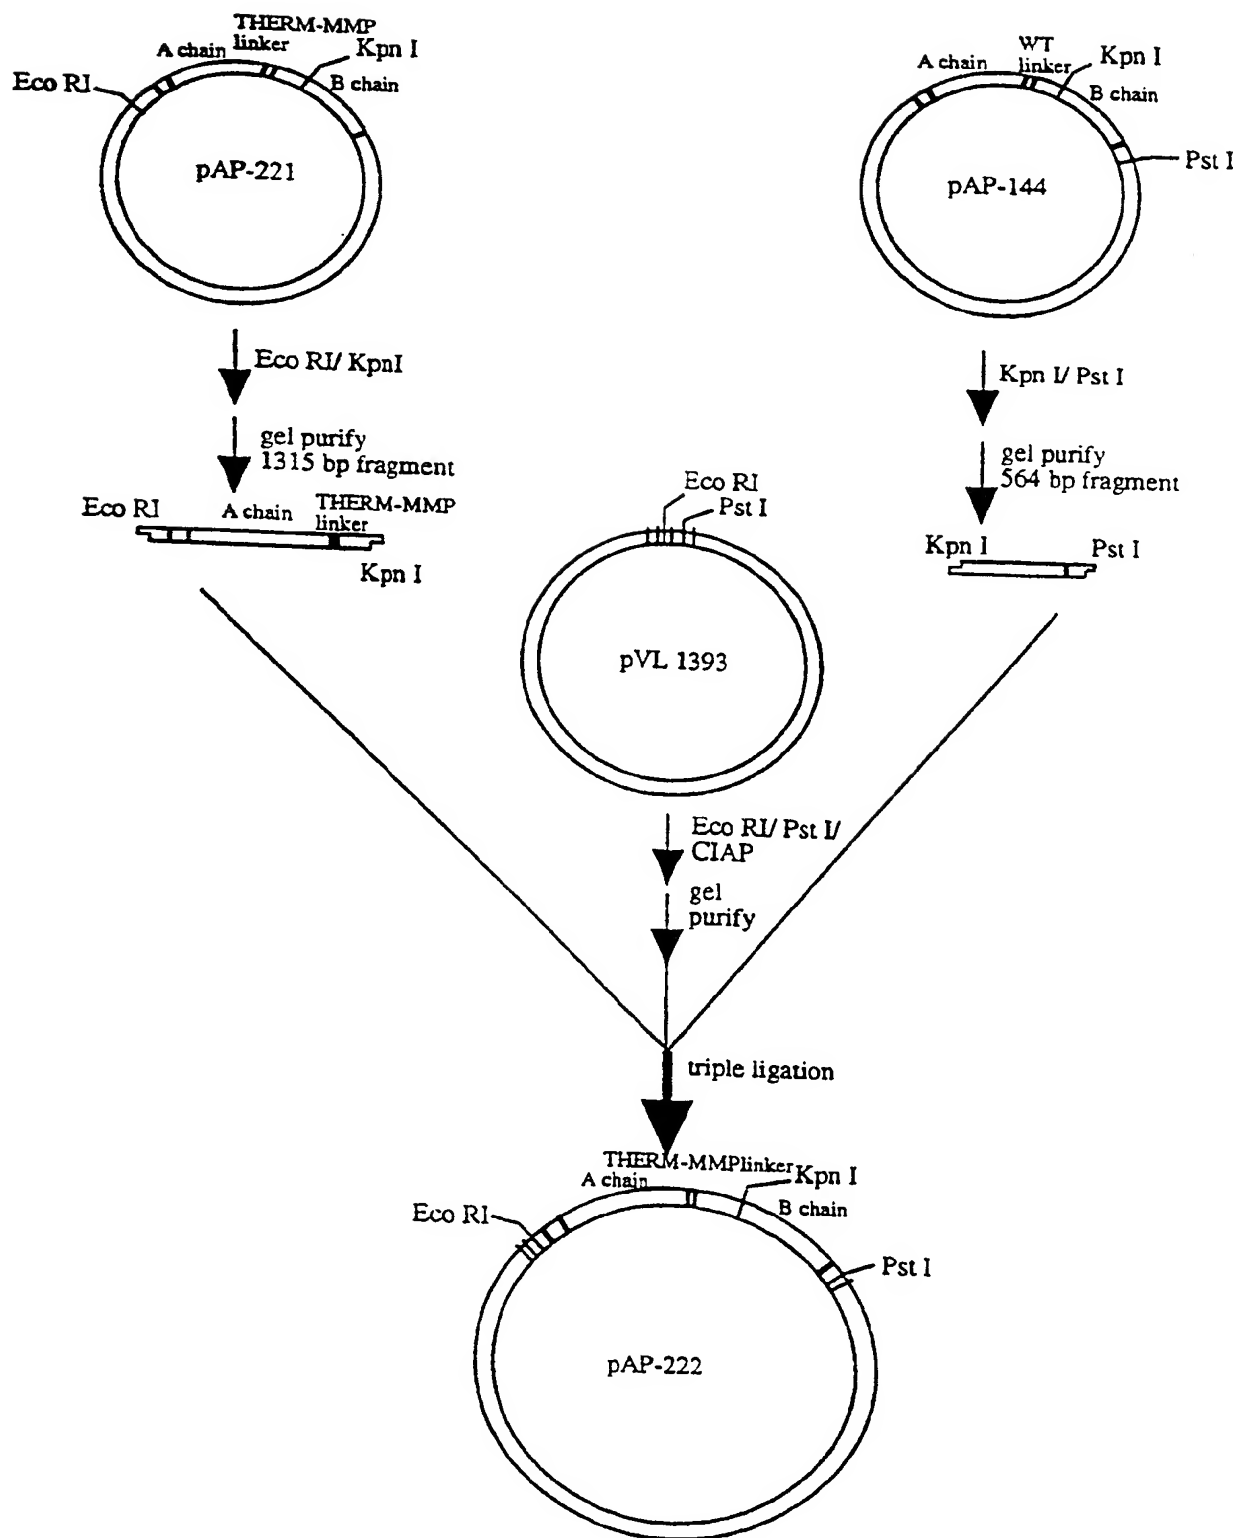 THERM-MMP
linker
A chain
Kpn I
Eco RI
B chain
pAP-221
WT
linker
A chain
Kpn I
B chain
Pst I
pAP-144
Eco RI/ KpnI
gel purify
1315 bp fragment
Eco RI
A chain
THERM-MMP
linker
Kpn I
Kpn I/ Pst I
gel purify
564 bp fragment
Kpn I
Pst I
Eco RI
Pst I
pVL 1393
Eco RI/ Pst I/
CIAP
gel
purify
triple ligation
THERM-MMPlinker
A chain
Kpn I
B chain
Eco RI
Pst I
pAP-222